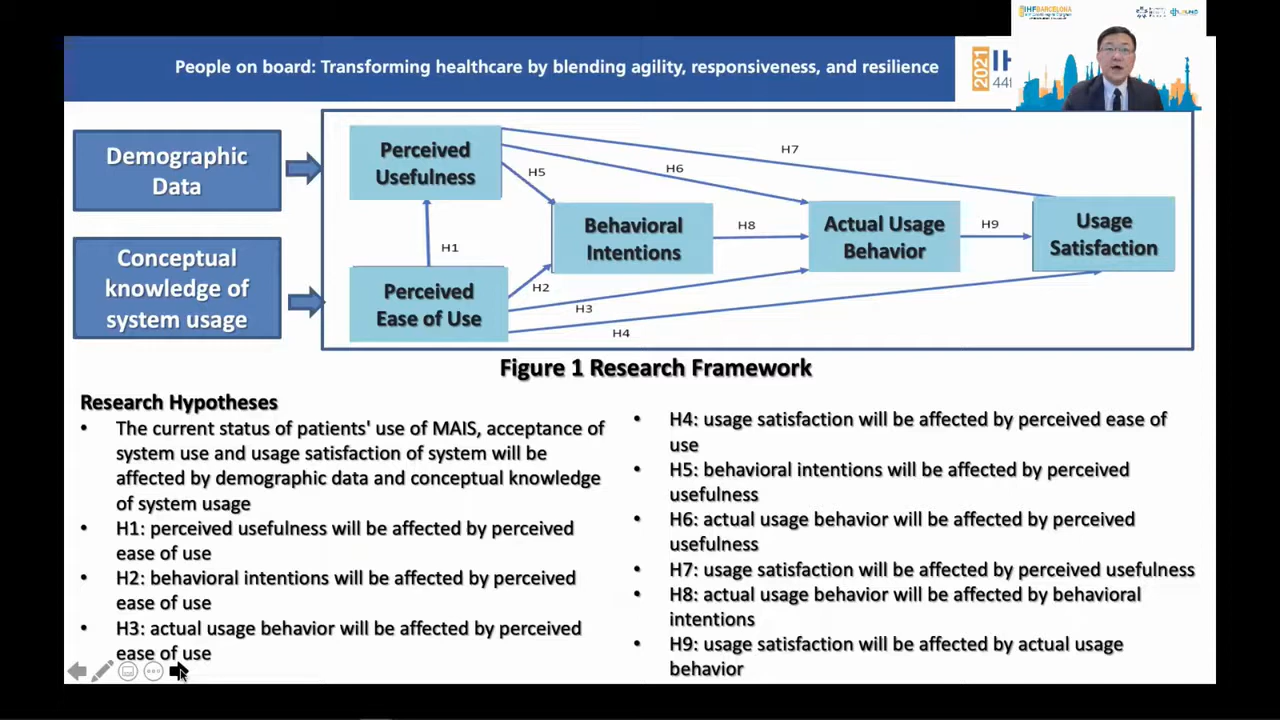 IHFBARCELONA
People on board: Transforming healthcare by blending agility, responsiveness, and resilience
2021
IH
44th
Demographic
Data
Conceptual
knowledge of
system usage
Perceived
Usefulness
H7
H6
H5
Behavioral
Intentions
H8
Actual Usage
Behavior
H9
Usage
Satisfaction
H1
Perceived
Ease of Use
H2
H3
H4
Figure 1 Research Framework
Research Hypotheses
• The current status of patients' use of MAIS, acceptance of
system use and usage satisfaction of system will be
affected by demographic data and conceptual knowledge
of system usage
• H1: perceived usefulness will be affected by perceived
ease of use
• H2: behavioral intentions will be affected by perceived
ease of use
• H3: actual usage behavior will be affected by perceived
ease of use
• H4: usage satisfaction will be affected by perceived ease of
use
• H5: behavioral intentions will be affected by perceived
usefulness
• H6: actual usage behavior will be affected by perceived
usefulness
• H7: usage satisfaction will be affected by perceived usefulness
• H8: actual usage behavior will be affected by behavioral
intentions
• H9: usage satisfaction will be affected by actual usage
behavior